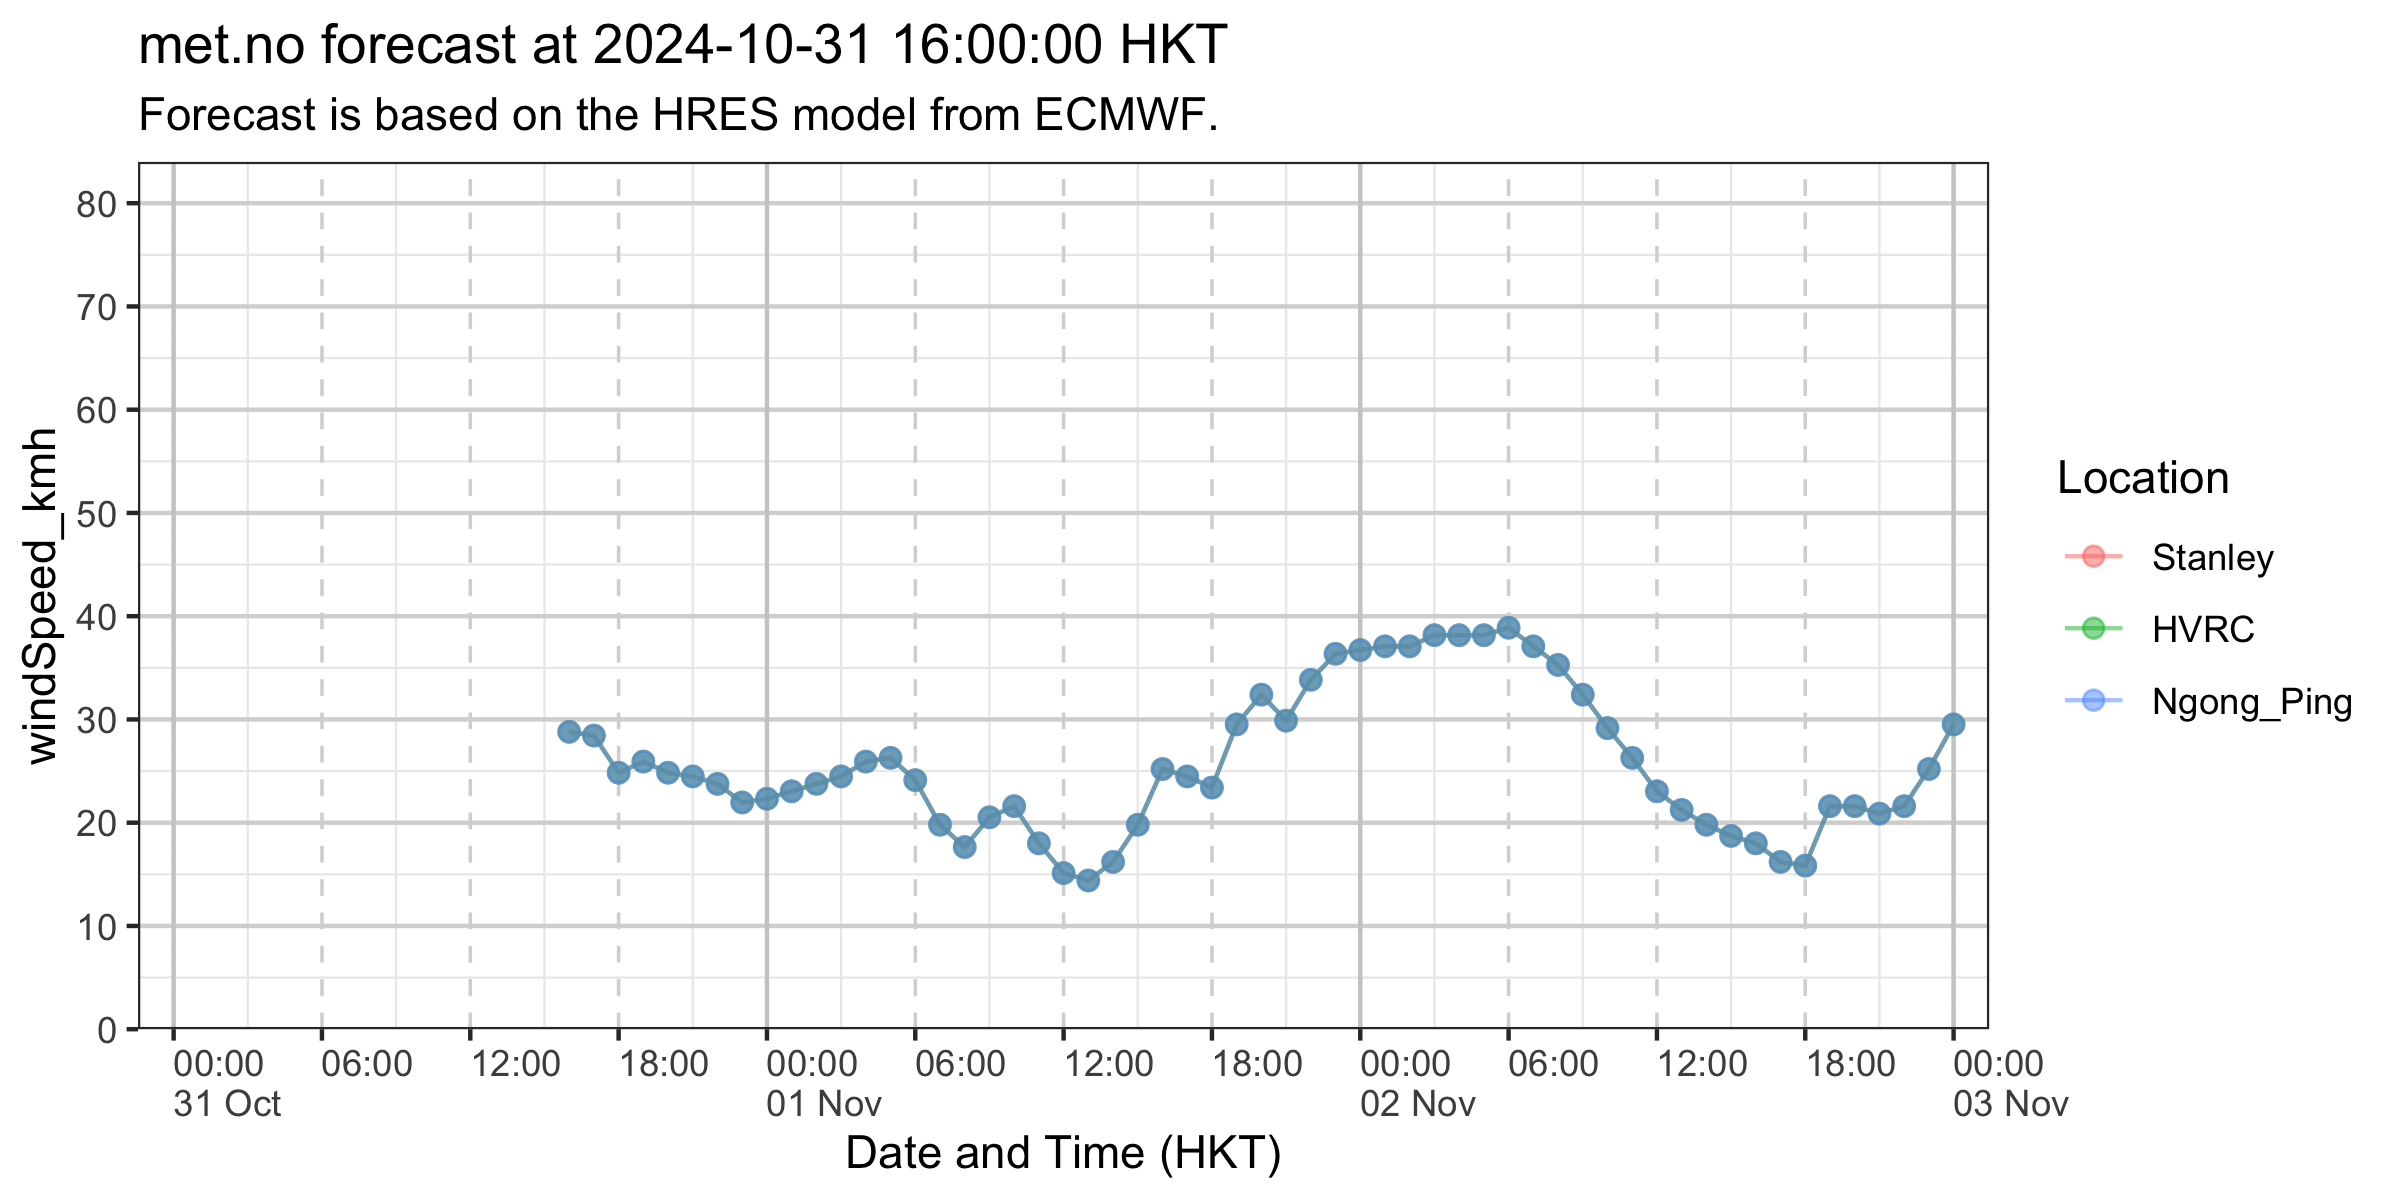 met.no forecast at 2024-10-31 16:00:00 HKT
Forecast is based on the HRES model from ECMWF.
windSpeed_kmh
80
70
60
50
40
30
20
10
0
00:00 06:00 12:00 18:00 00:00 06:00 12:00 18:00 00:00 06:00 12:00 18:00 00:00
31 Oct 01 Nov 02 Nov 03 Nov
Date and Time (HKT)
Location
Stanley
HVRC
Ngong_Ping